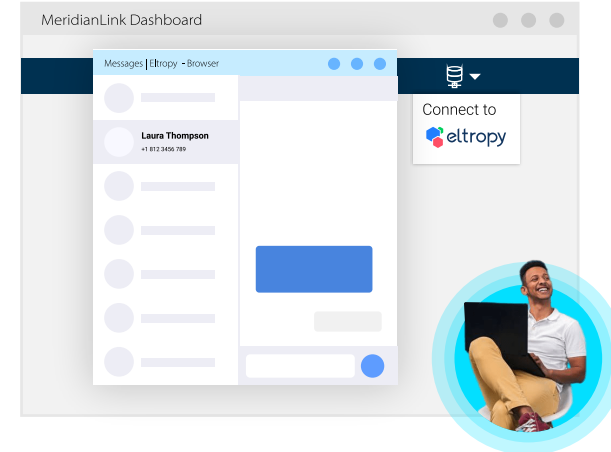 MeridianLink Dashboard
Messages | Eltropy - Browser
Laura Thompson
+1 812 3456 789
Connect to
eltropy